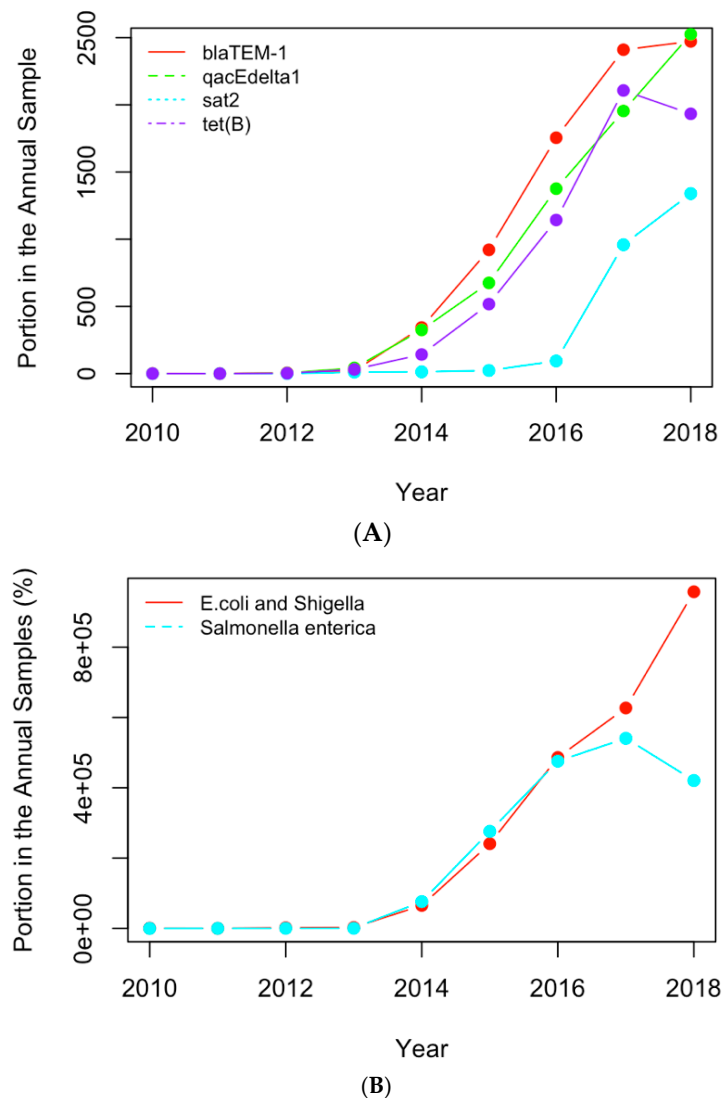 Portion in the Annual Sample
2500
1500
500
0
blaTEM-1
qacEdelta1
sat2
tet(B)
2010 2012 2014 2016 2018
Year
(A)
Portion in the Annual Samples (%)
8e+05
4e+05
0e+00
E.coli and Shigella
Salmonella enterica
2010 2012 2014 2016 2018
Year
(B)